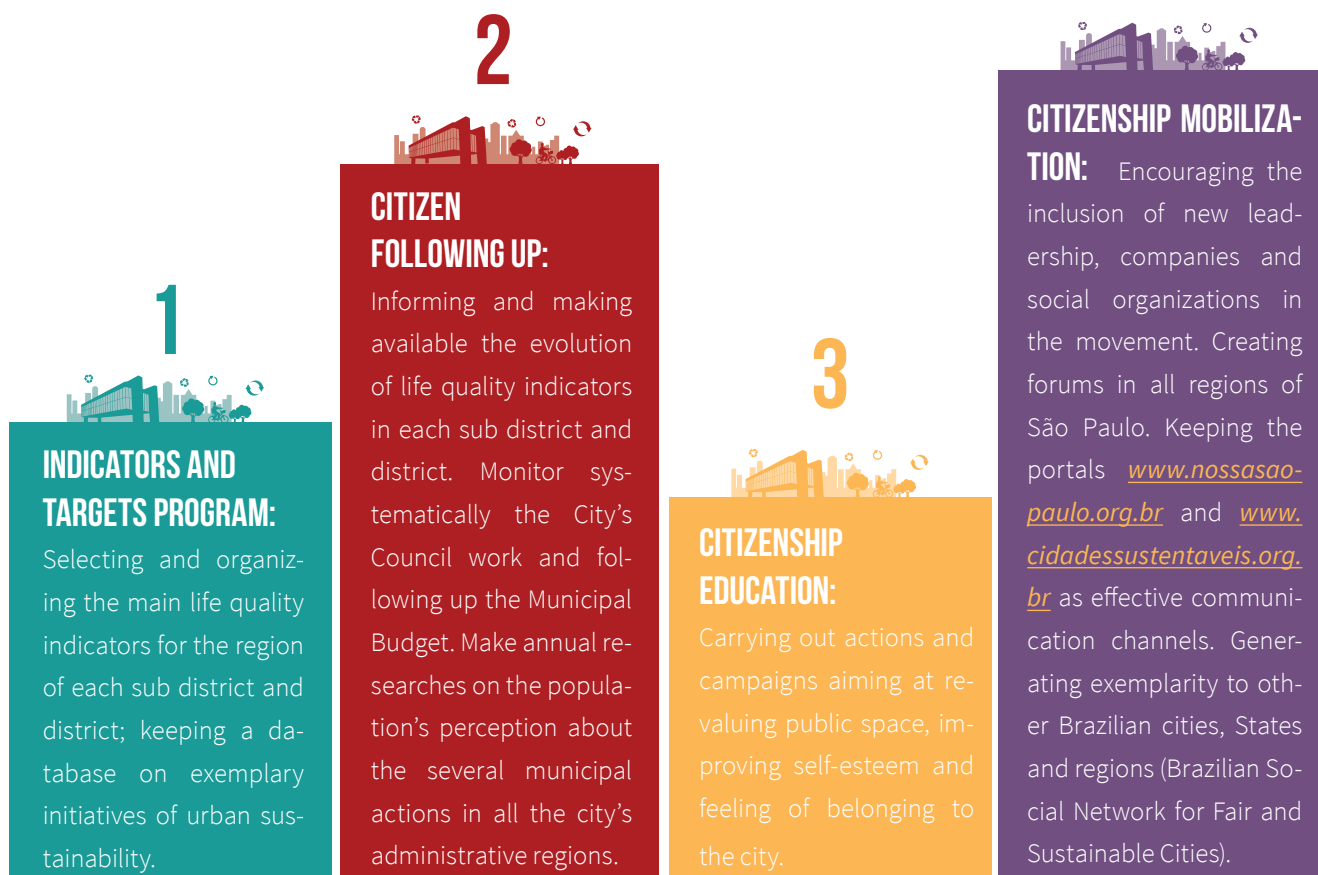 1
INDICATORS AND
TARGETS PROGRAM:
Selecting and organiz-
ing the main life quality
indicators for the region
of each sub district and
district; keeping a da-
tabase on exemplary
initiatives of urban sus-
tainability.
2
CITIZEN
FOLLOWING UP:
Informing and making
available the evolution
of life quality indicators
in each sub district and
district. Monitor sys-
tematically the City's
Council work and fol-
lowing up the Municipal
Budget. Make annual re-
searches on the popula-
tion's perception about
the several municipal
actions in all the city's
administrative regions.
3
CITIZENSHIP
EDUCATION:
Carrying out actions and
campaigns aiming at re-
valuing public space, im-
proving self-esteem and
feeling of belonging to
the city.
CITIZENSHIP MOBILIZA-
TION: Encouraging the
inclusion of new lead-
ership, companies and
social organizations in
the movement. Creating
forums in all regions of
São Paulo. Keeping the
portals www.nossasao-
paulo.org.br and www.
cidadessustentaveis.org.
br as effective communi-
cation channels. Gener-
ating exemplarity to oth-
er Brazilian cities, States
and regions (Brazilian So-
cial Network for Fair and
Sustainable Cities).